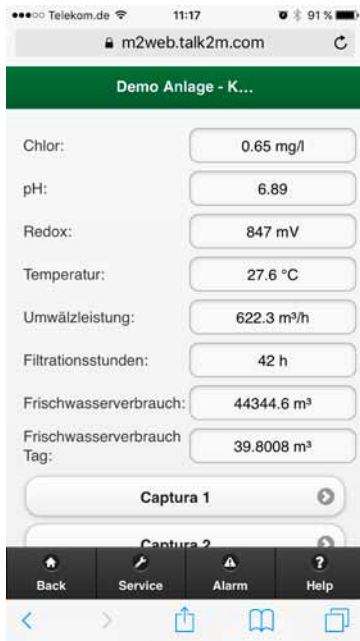 Telekom.de 11:17 91 %
m2web.talk2m.com
Demo Anlage - K...
Chlor: 0.65 mg/l
pH: 6.89
Redox: 847 mV
Temperatur: 27.6 °C
Umwälzleistung: 622.3 m³/h
Filtrationsstunden: 42 h
Frischwasserverbrauch: 44344.6 m³
Frischwasserverbrauch
Tag: 39.8008 m³
Captura 1
Captura 2
Back Service Alarm Help